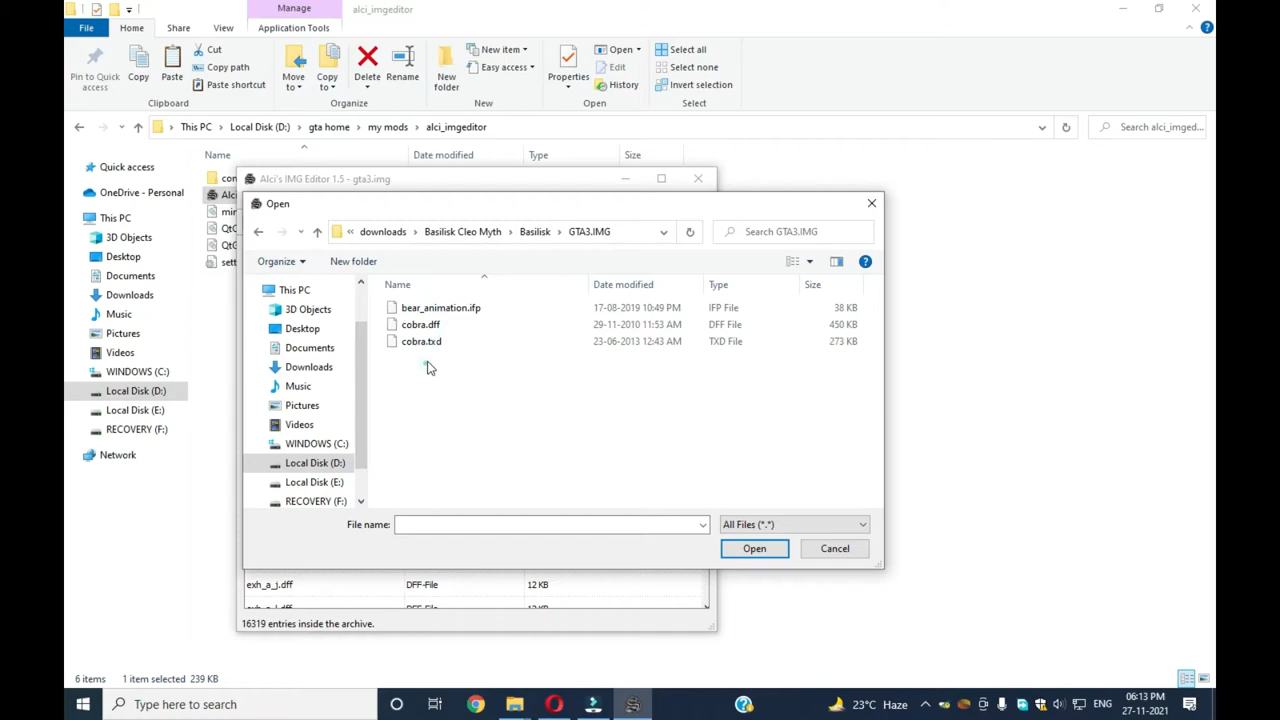 Manage
alci_imgeditor
File
Home
Share
View
Application Tools
Pin to Quick access
Copy
Paste
Cut
Copy path
Paste shortcut
Clipboard
Move to
Copy to
Delete
Rename
Organize
New folder
New item
Easy access
New
Properties
Open
Edit
History
Open
Select all
Select none
Invert selection
Select
This PC
Local Disk (D:)
gta home
my mods
alci_imgeditor
Search alci_imged...
Name
Date modified
Type
Size
Quick access
OneDrive - Personal
This PC
3D Objects
Desktop
Documents
Downloads
Music
Pictures
Videos
WINDOWS (C:)
Local Disk (D:)
Local Disk (E:)
RECOVERY (F:)
Network
Alci's IMG Editor 1.5 - gta3.img
Open
« downloads
Basilisk Cleo Myth
Basilisk
GTA3.IMG
Search GTA3.IMG
Organize
New folder
This PC
3D Objects
Desktop
Documents
Downloads
Music
Pictures
Videos
WINDOWS (C:)
Local Disk (D:)
Local Disk (E:)
RECOVERY (F:)
Name
Date modified
Type
Size
bear_animation.ifp 17-08-2019 10:49 PM IFP File 38 KB
cobra.dff 29-11-2010 11:53 AM DFF File 450 KB
cobra.txd 23-06-2013 12:43 AM TXD File 273 KB
File name:
All Files (*.*)
Open
Cancel
exh_a_j.dff DFF-File 12 KB
16319 entries inside the archive.
6 items
1 item selected 239 KB
Type here to search
23°C Haze
ENG
06:13 PM
27-11-2021